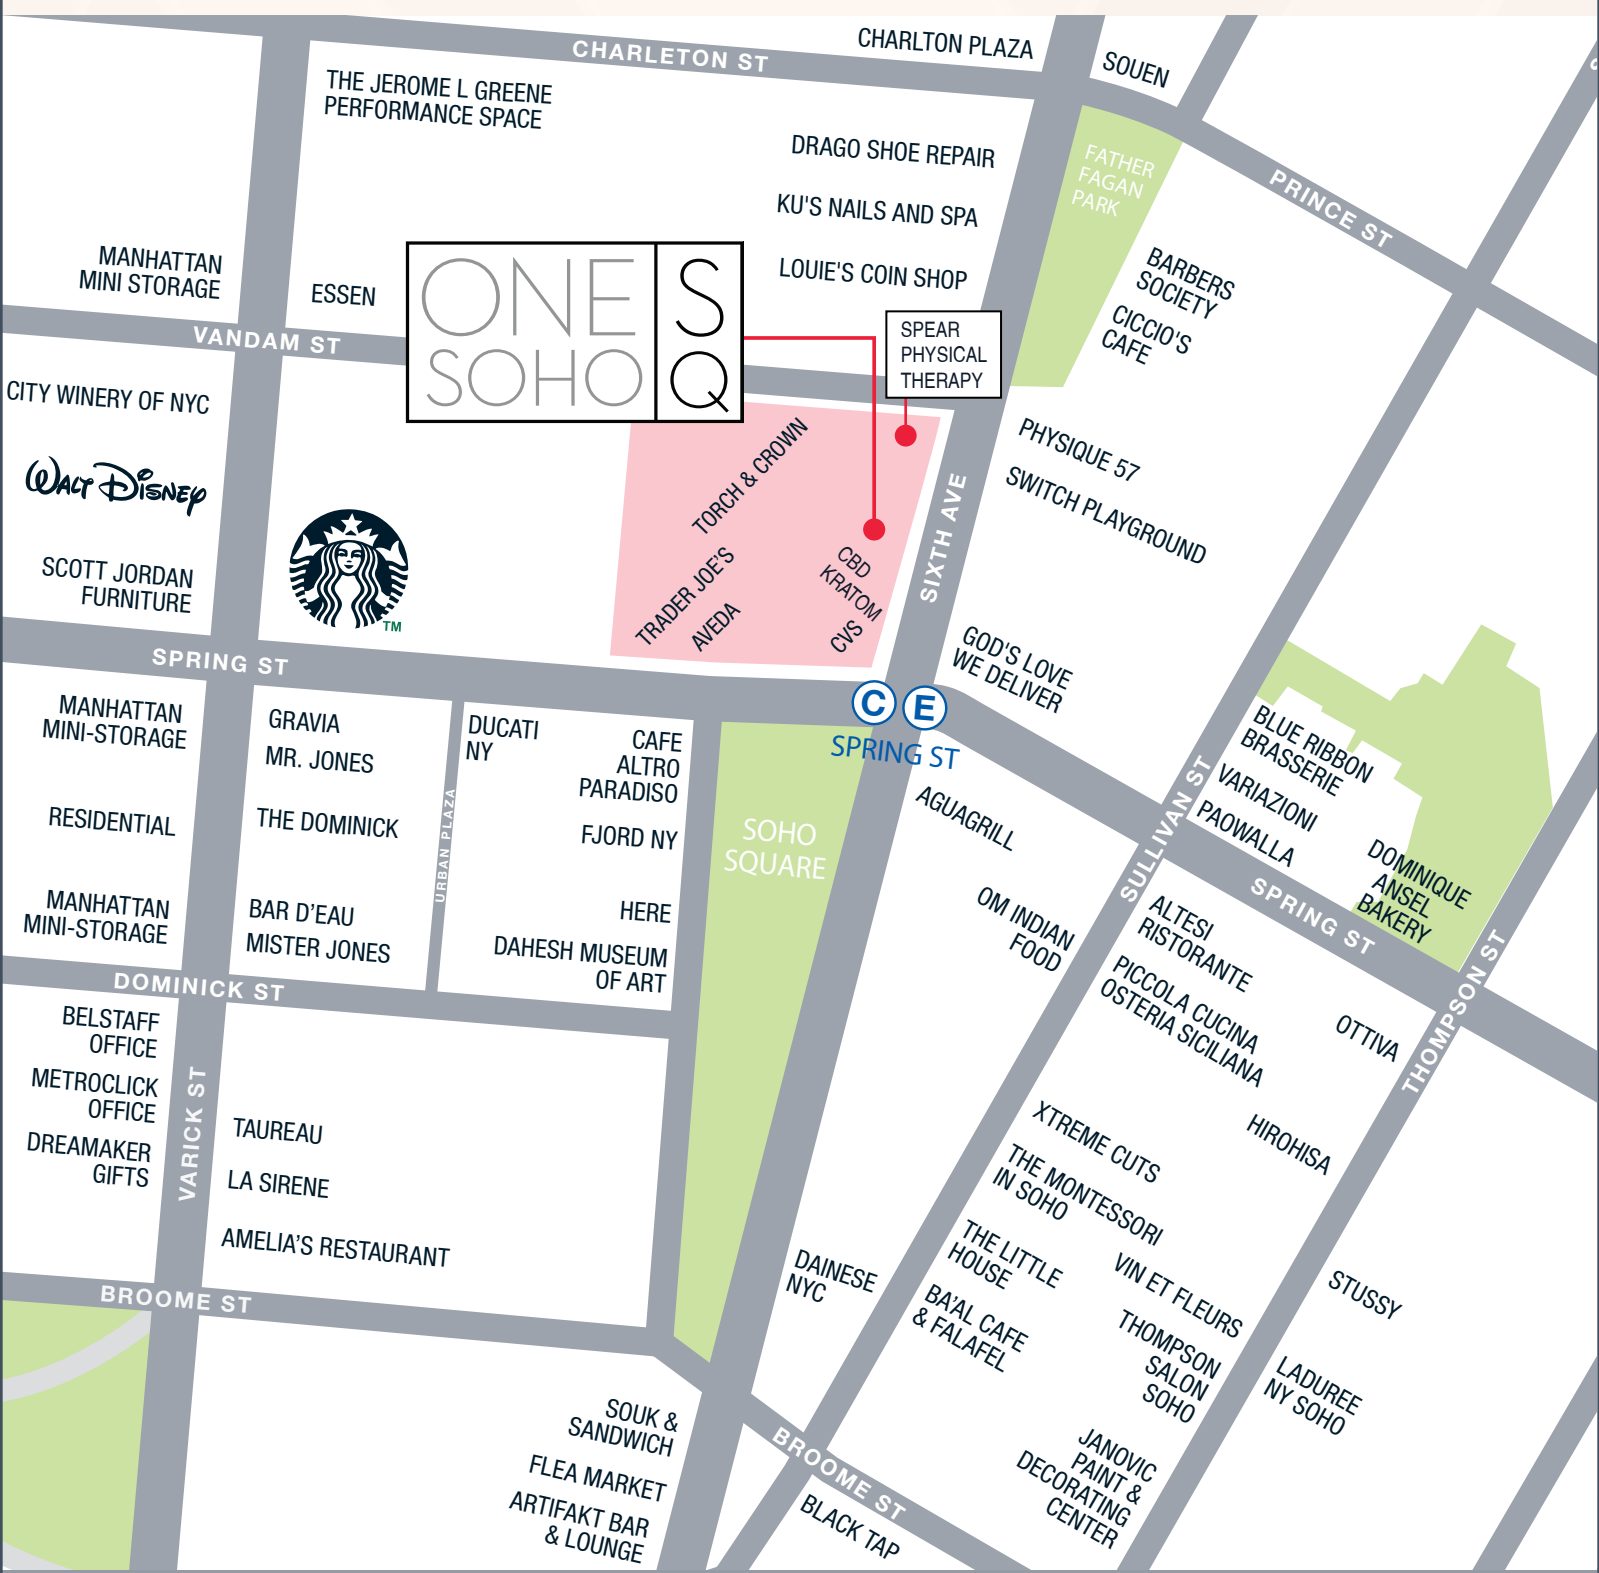 CHARLTON PLAZA
CHARLETON ST
SOUEN
THE JEROME L GREENE
PERFORMANCE SPACE
DRAGO SHOE REPAIR
KU'S NAILS AND SPA
LOUIE'S COIN SHOP
FATHER
FAGAN
PARK
PRINCE ST
BARBERS
SOCIETY
CICCIO'S
CAFE
MANHATTAN
MINI STORAGE
ESSEN
ONE
SOHO
S
Q
SPEAR
PHYSICAL
THERAPY
VANDAM ST
CITY WINERY OF NYC
WALT DISNEY
SCOTT JORDAN
FURNITURE
TM
TORCH & CROWN
TRADER JOE'S
AVEDA
CBD
KRATOM
CVS
SIXTH AVE
PHYSIQUE 57
SWITCH PLAYGROUND
GOD'S LOVE
WE DELIVER
SPRING ST
C
E
SPRING ST
MANHATTAN
MINI-STORAGE
GRAVIA
MR. JONES
DUCATI
NY
CAFE
ALTRO
PARADISO
RESIDENTIAL
THE DOMINICK
URBAN PLAZA
FJORD NY
SOHO
SQUARE
AGUAGRILL
SULLIVAN ST
BLUE RIBBON
BRASSERIE
VARIAZIONI
PAOWALLA
DOMINIQUE
ANSEL
BAKERY
SPRING ST
MANHATTAN
MINI-STORAGE
BAR D’EAU
MISTER JONES
HERE
DAHESH MUSEUM
OF ART
OM INDIAN
FOOD
ALTESI
RISTORANTE
PICCOLA CUCINA
OSTERIA SICILIANA
OTTIVA
THOMPSON ST
DOMINICK ST
BELSTAFF
OFFICE
METROCLICK
OFFICE
DREAMAKER
GIFTS
VARICK ST
TAUREAU
LA SIRENE
AMELIA’S RESTAURANT
XTREME CUTS
HIROHISA
THE MONTESSORI
IN SOHO
THE LITTLE
HOUSE
VIN ET FLEURS
BA’AL CAFE
& FALAFEL
THOMPSON
SALON
SOHO
STUSSY
LADUREE
NY SOHO
DAINESE
NYC
BROOME ST
SOUK &
SANDWICH
FLEA MARKET
ARTIFAKT BAR
& LOUNGE
BROOME ST
BLACK TAP
JANOVIC
PAINT &
DECORATING
CENTER